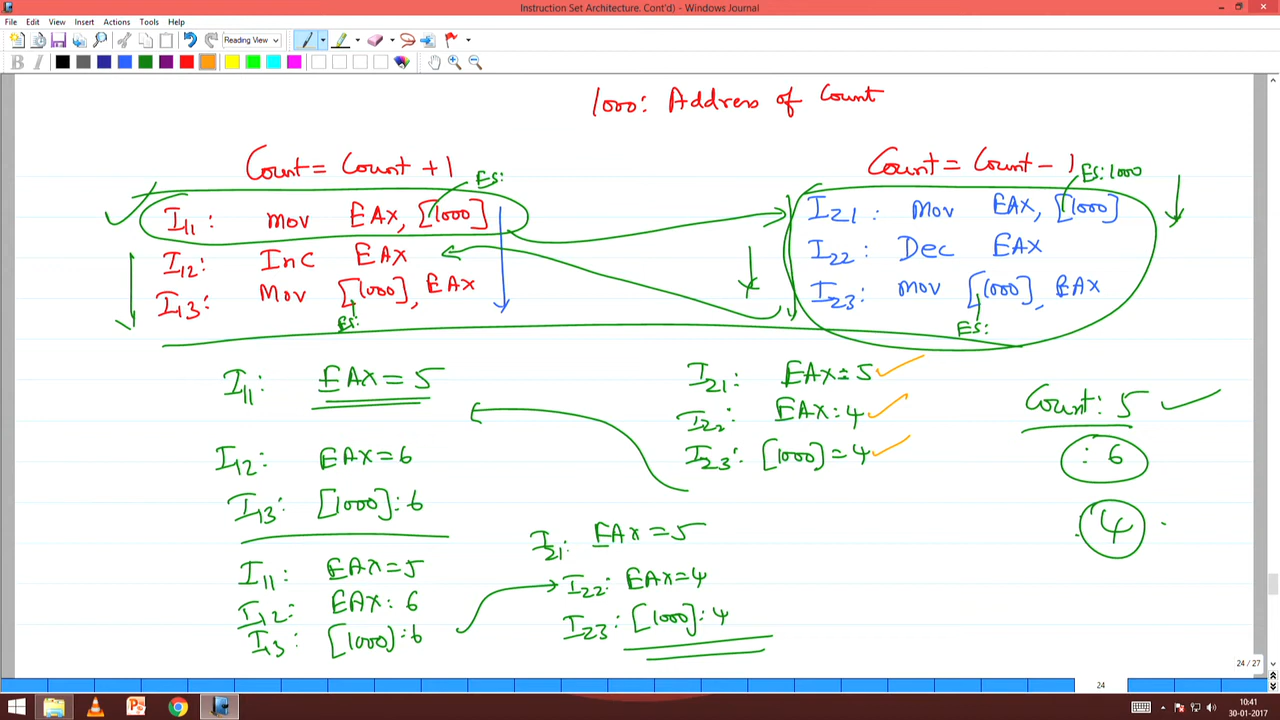 Instruction Set Architecture. Cont'd) - Windows Journal
File Edit View Insert Actions Tools Help
Reading View
B I
1000: Address of Count
Count = Count + 1
ES:
I11: mov EAX, [1000]
I12: Inc EAX
I13: Mov [1000], EAX
ES:
Count = Count - 1
ES:1000
I21: Mov EAX, [1000]
I22: Dec EAX
I23: mov [1000], EAX
ES:
I11: EAX = 5
I12: EAX = 6
I13: [1000]: 6
I21: EAX = 5
I22: EAX: 4
I23: [1000] = 4
Count: 5
: 6
4
I11: EAX = 5
I12: EAX: 6
I13: [1000]: 6
I21: EAX = 5
I22: EAX = 4
I23: [1000]: 4
24 / 27
24
10:41
30-01-2017